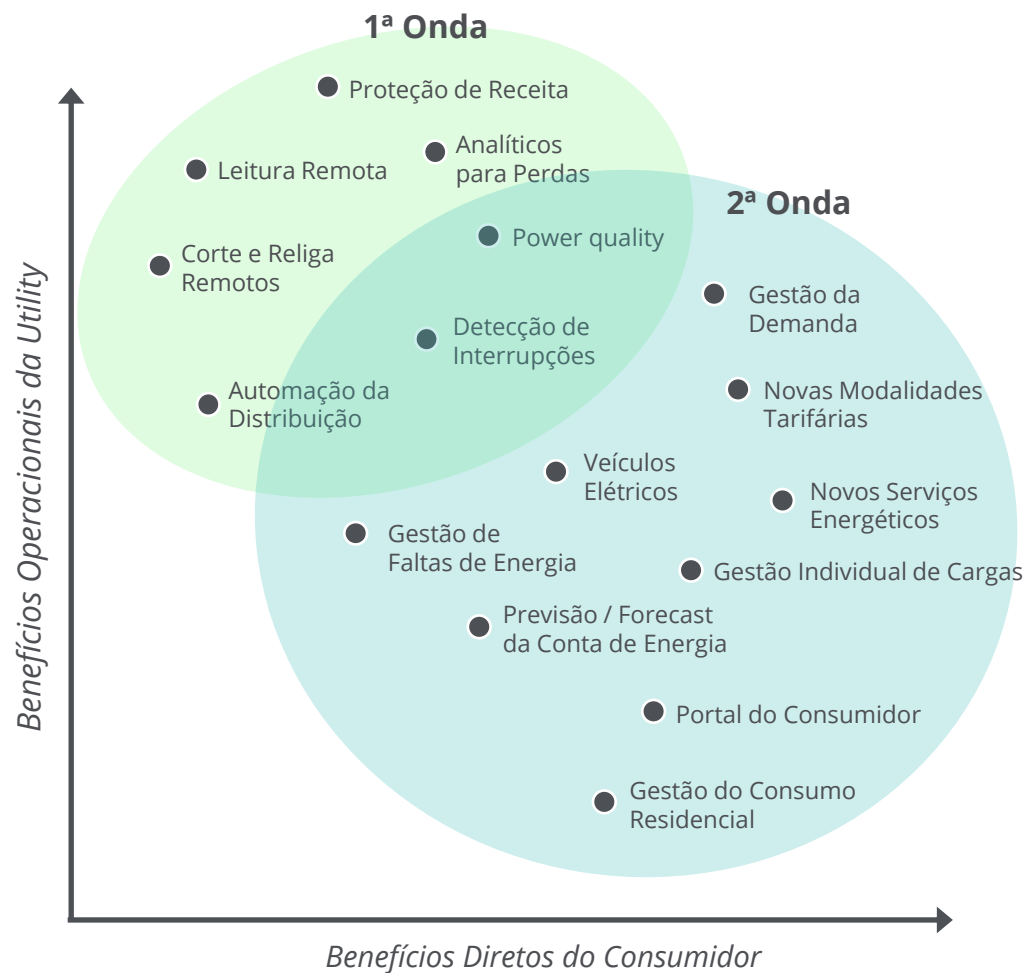 1ª Onda
Proteção de Receita
Analíticos
para Perdas
Leitura Remota
2ª Onda
Power quality
Corte e Religa
Remotos
Gestão da
Demanda
Detecção de
Interrupções
Automação da
Distribuição
Novas Modalidades
Tarifárias
Veículos
Elétricos
Novos Serviços
Energéticos
Gestão de
Faltas de Energia
Gestão Individual de Cargas
Previsão / Forecast
da Conta de Energia
Portal do Consumidor
Gestão do Consumo
Residencial
Benefícios Operacionais da Utility
Benefícios Diretos do Consumidor